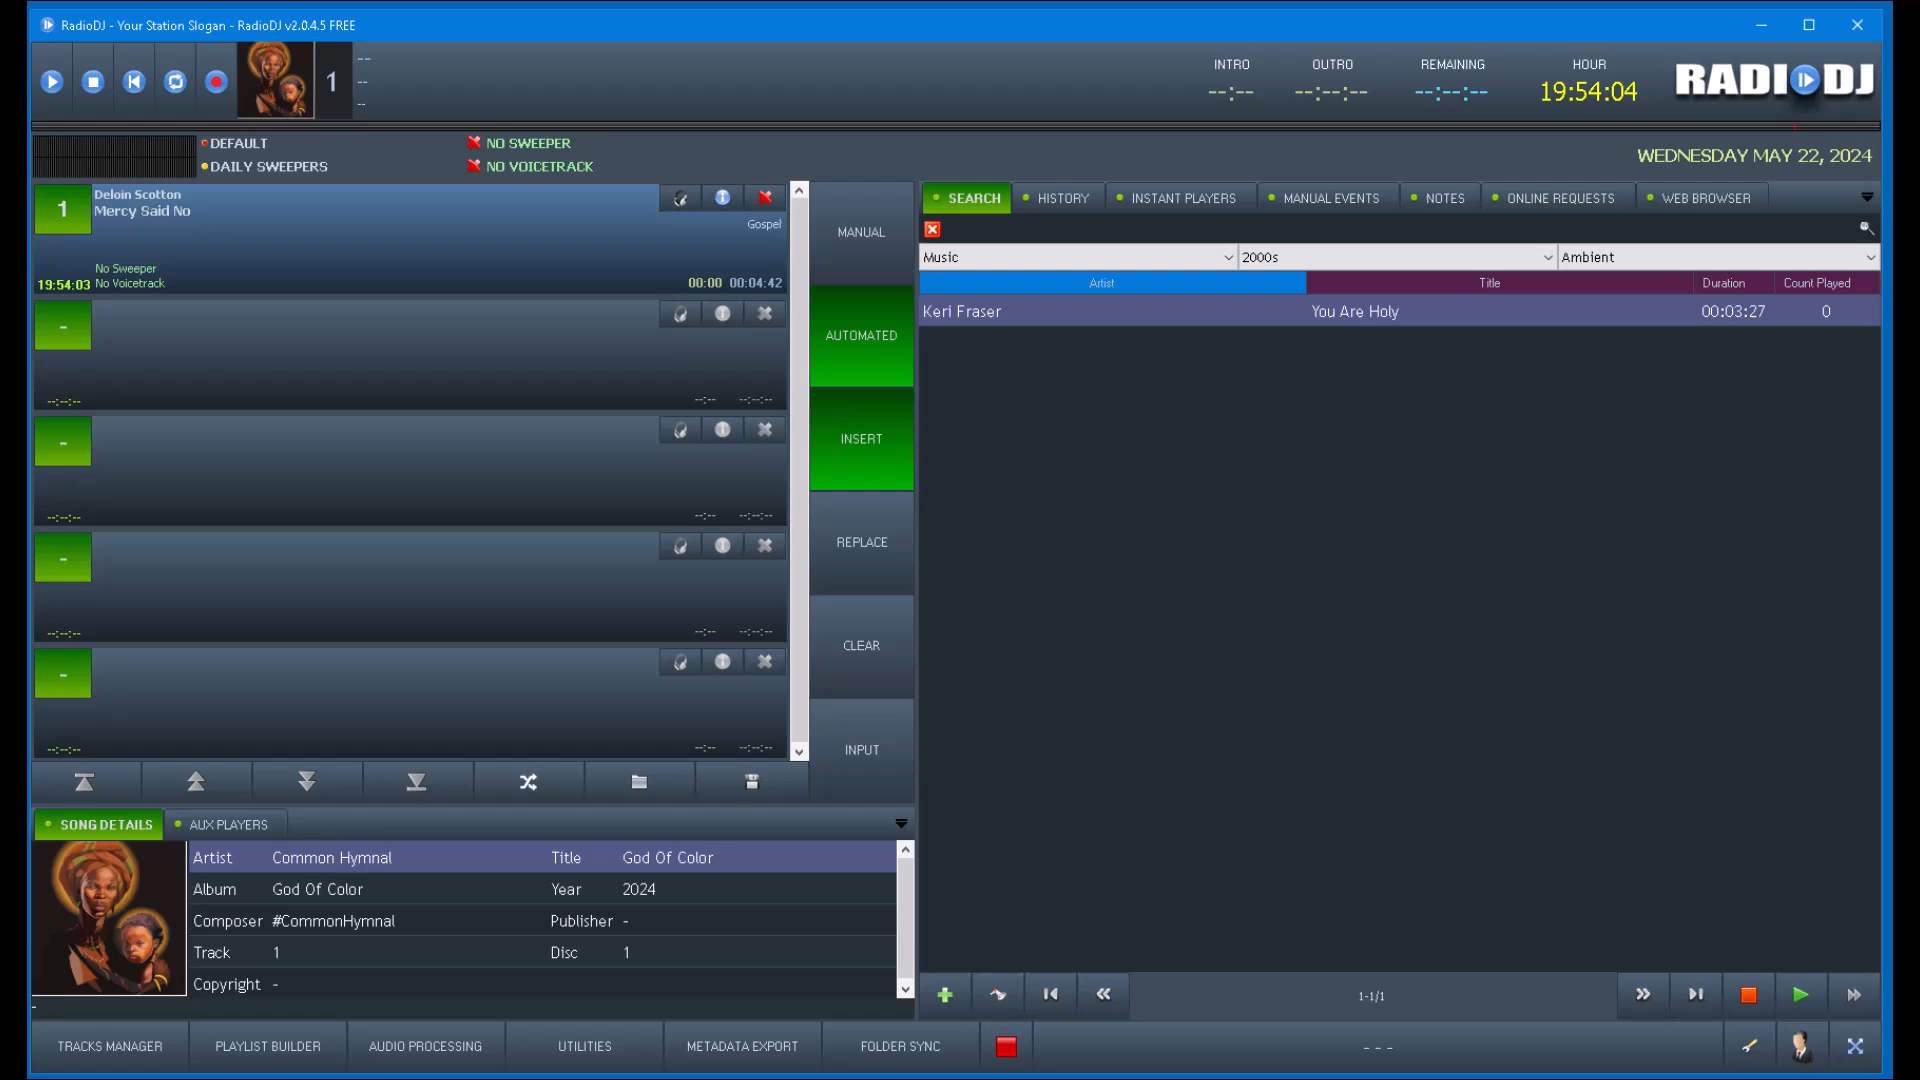 RadioDJ - Your Station Slogan - RadioDJ v2.0.4.5 FREE
1
--
--
--
INTRO
--:--
OUTRO
--:--:--
REMAINING
--:--:--
HOUR
19:54:04
RADIODJ
DEFAULT
DAILY SWEEPERS
NO SWEEPER
NO VOICETRACK
WEDNESDAY MAY 22, 2024
1
Deloin Scotton
Mercy Said No
Gospel
No Sweeper
19:54:03 No Voicetrack
00:00 00:04:42
-
--:--:--
--:-- --:--:--
-
--:--:--
--:-- --:--:--
-
--:--:--
--:-- --:--:--
-
--:--:--
--:-- --:--:--
MANUAL
AUTOMATED
INSERT
REPLACE
CLEAR
INPUT
SEARCH
HISTORY
INSTANT PLAYERS
MANUAL EVENTS
NOTES
ONLINE REQUESTS
WEB BROWSER
Music
2000s
Ambient
Artist Title Duration Count Played
Keri Fraser You Are Holy 00:03:27 0
SONG DETAILS
AUX PLAYERS
Artist Common Hymnal Title God Of Color
Album God Of Color Year 2024
Composer #CommonHymnal Publisher -
Track 1 Disc 1
Copyright -
-
1-1/1
TRACKS MANAGER
PLAYLIST BUILDER
AUDIO PROCESSING
UTILITIES
METADATA EXPORT
FOLDER SYNC
- - -